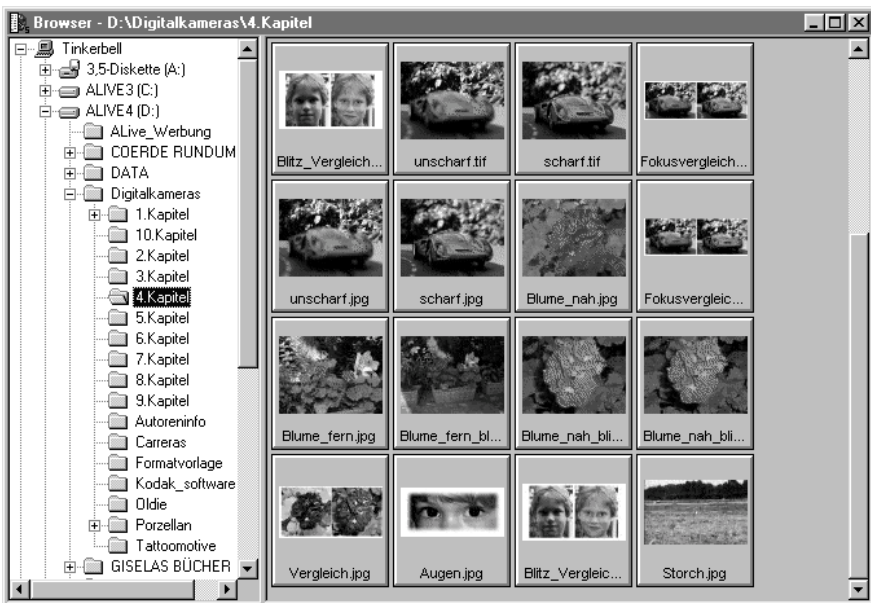 Browser - D:\Digitalkameras\4.Kapitel
Tinkerbell
3,5-Diskette (A:)
ALIVE3 (C:)
ALIVE4 (D:)
ALive_Werbung
COERDE RUNDUM
DATA
Digitalkameras
1.Kapitel
10.Kapitel
2.Kapitel
3.Kapitel
4.Kapitel
5.Kapitel
6.Kapitel
7.Kapitel
8.Kapitel
9.Kapitel
Autoreninfo
Carreras
Formatvorlage
Kodak_software
Oldie
Porzellan
Tattoomotive
GISELAS BÜCHER
Blitz_Vergleich...
unscharf.tif
scharf.tif
Fokusvergleich...
unscharf.jpg
scharf.jpg
Blume_nah.jpg
Fokusvergleic...
Blume_fern.jpg
Blume_fern_bl...
Blume_nah_bli...
Blume_nah_bli...
Vergleich.jpg
Augen.jpg
Blitz_Vergleic...
Storch.jpg